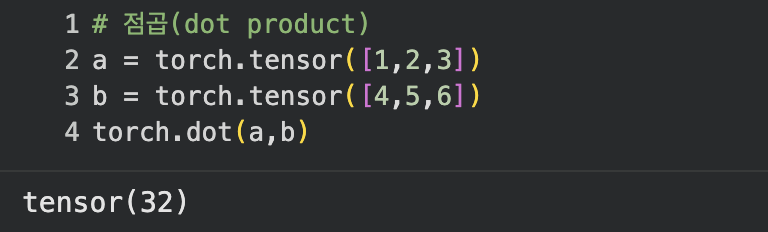 1 # 점곱(dot product)
2 a = torch.tensor([1,2,3])
3 b = torch.tensor([4,5,6])
4 torch.dot(a,b)
tensor(32)